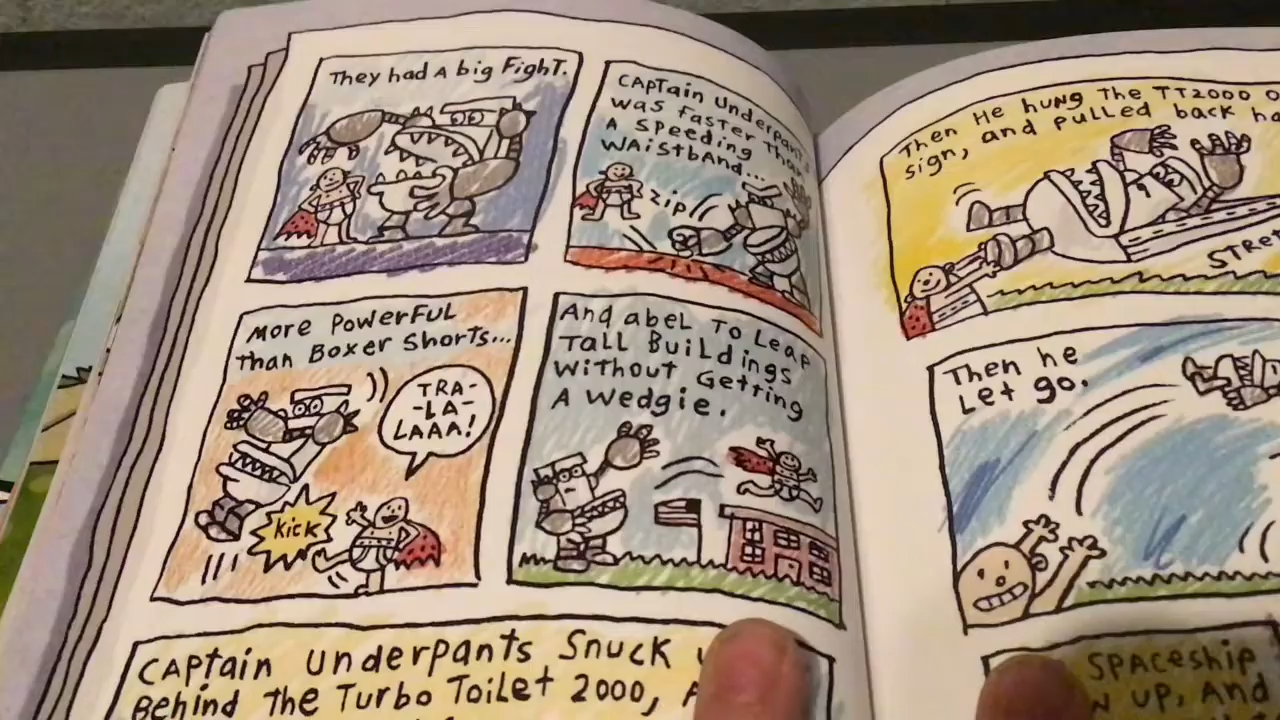 They had A big Fight.
CAPTain Underpants
was faster Than
A speeding
WAiStBAND...
zip
More Powerful
Than Boxer Shorts...
TRA-
-LA-
LAAA!
Kick
And abel To Leap
Tall Buildings
Without Getting
A Wedgie.
CAPtain Underpants Snuck
Behind The Turbo ToiLet 2000,
Then He hung The TT2000
sign, and pulled back
Then he
Let go.
SPACeship
up, And